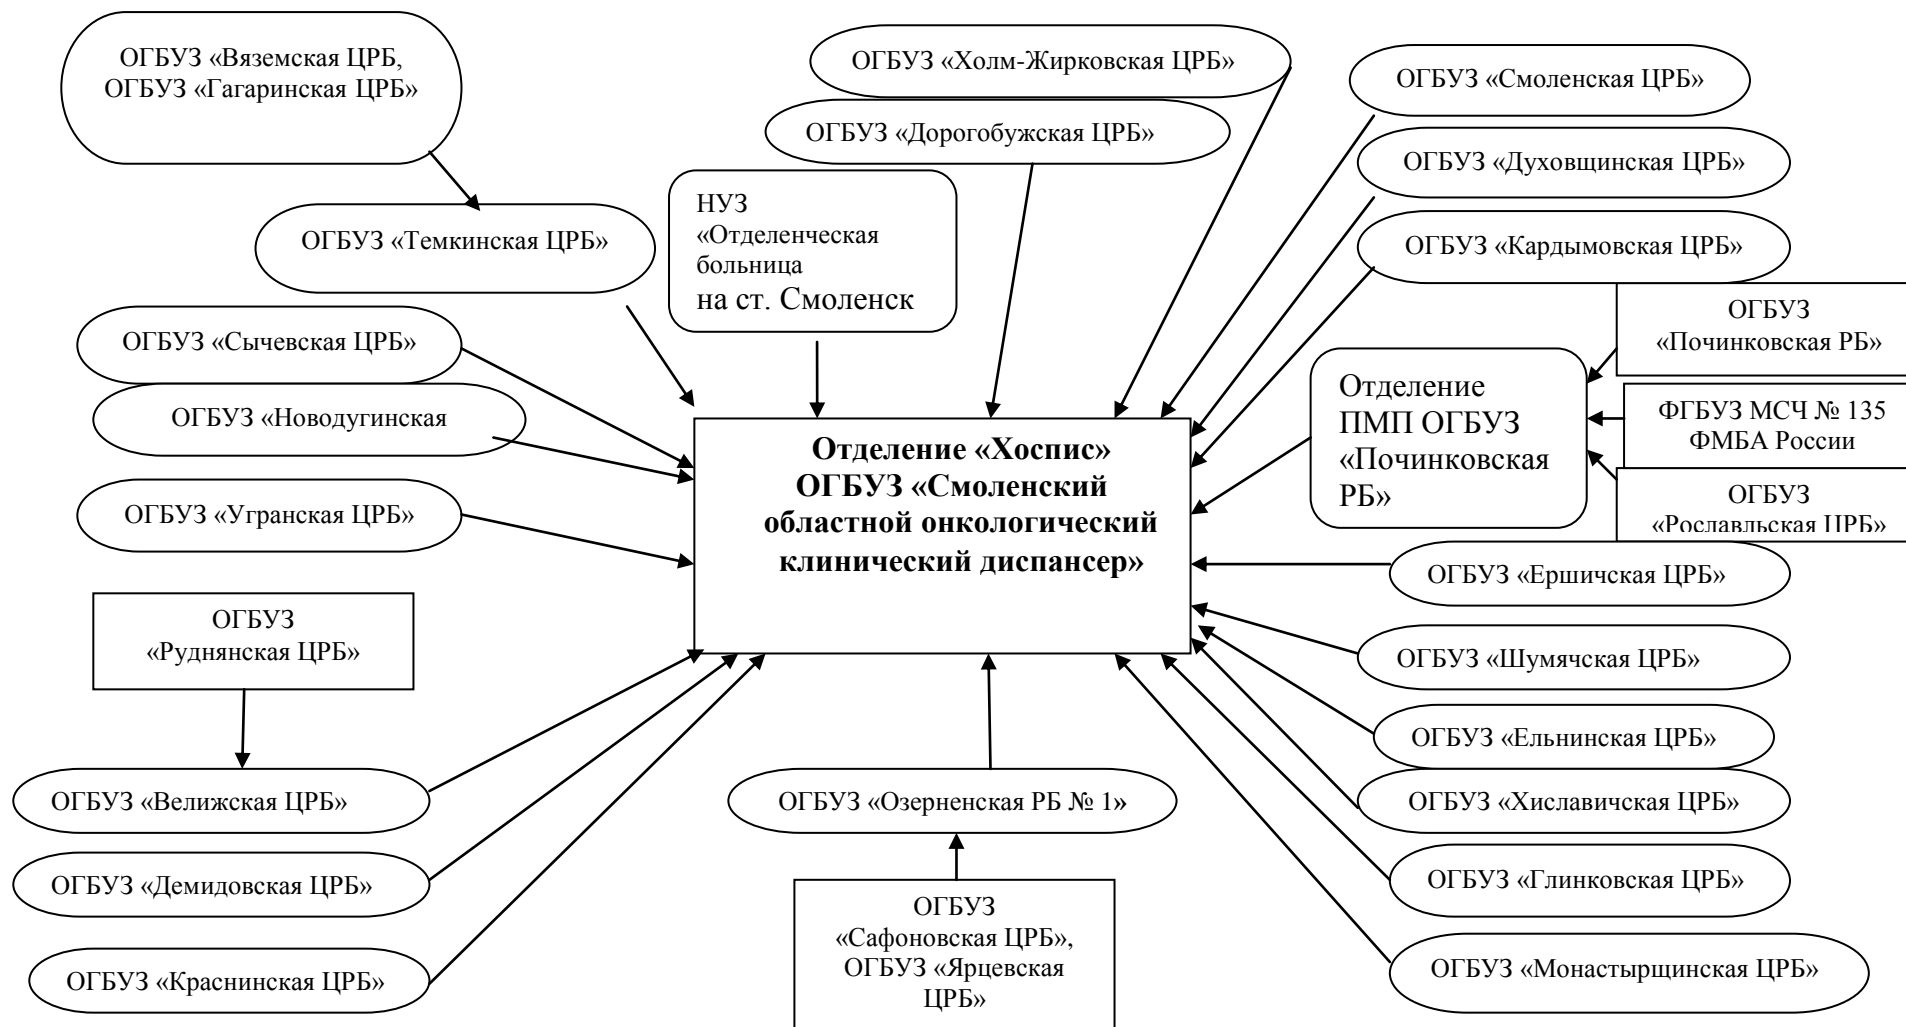 ОГБУЗ «Вяземская ЦРБ,
ОГБУЗ «Гагаринская ЦРБ»
ОГБУЗ «Холм-Жирковская ЦРБ»
ОГБУЗ «Смоленская ЦРБ»
ОГБУЗ «Дорогобужская ЦРБ»
ОГБУЗ «Духовщинская ЦРБ»
ОГБУЗ «Темкинская ЦРБ»
НУЗ
«Отделенческая
больница
на ст. Смоленск
ОГБУЗ «Кардымовская ЦРБ»
ОГБУЗ
«Починковская РБ»
ОГБУЗ «Сычевская ЦРБ»
ОГБУЗ «Новодугинская
Отделение
ПМП ОГБУЗ
«Починковская
РБ»
ФГБУЗ МСЧ № 135
ФМБА России
ОГБУЗ
«Рославльская ЦРБ»
Отделение «Хоспис»
ОГБУЗ «Смоленский
областной онкологический
клинический диспансер»
ОГБУЗ «Угранская ЦРБ»
ОГБУЗ «Ершичская ЦРБ»
ОГБУЗ
«Руднянская ЦРБ»
ОГБУЗ «Шумячская ЦРБ»
ОГБУЗ «Ельнинская ЦРБ»
ОГБУЗ «Велижская ЦРБ»
ОГБУЗ «Озерненская РБ № 1»
ОГБУЗ «Хиславичская ЦРБ»
ОГБУЗ «Демидовская ЦРБ»
ОГБУЗ «Глинковская ЦРБ»
ОГБУЗ
«Сафоновская ЦРБ»,
ОГБУЗ «Ярцевская
ЦРБ»
ОГБУЗ «Краснинская ЦРБ»
ОГБУЗ «Монастырщинская ЦРБ»